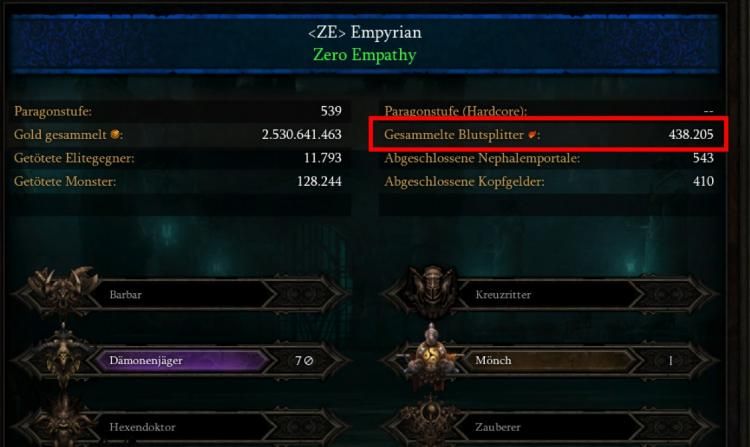 <ZE> Empyrian
Zero Empathy
Paragonstufe: 539
Paragonstufe (Hardcore): --
Gold gesammelt : 2.530.641.463
Gesammelte Blutsplitter : 438.205
Getötete Elitegegner: 11.793
Abgeschlossene Nephalemportale: 543
Getötete Monster: 128.244
Abgeschlossene Kopfgelder: 410
Barbar
Kreuzritter
Dämonenjäger 7
Mönch 1
Hexendoktor
Zauberer